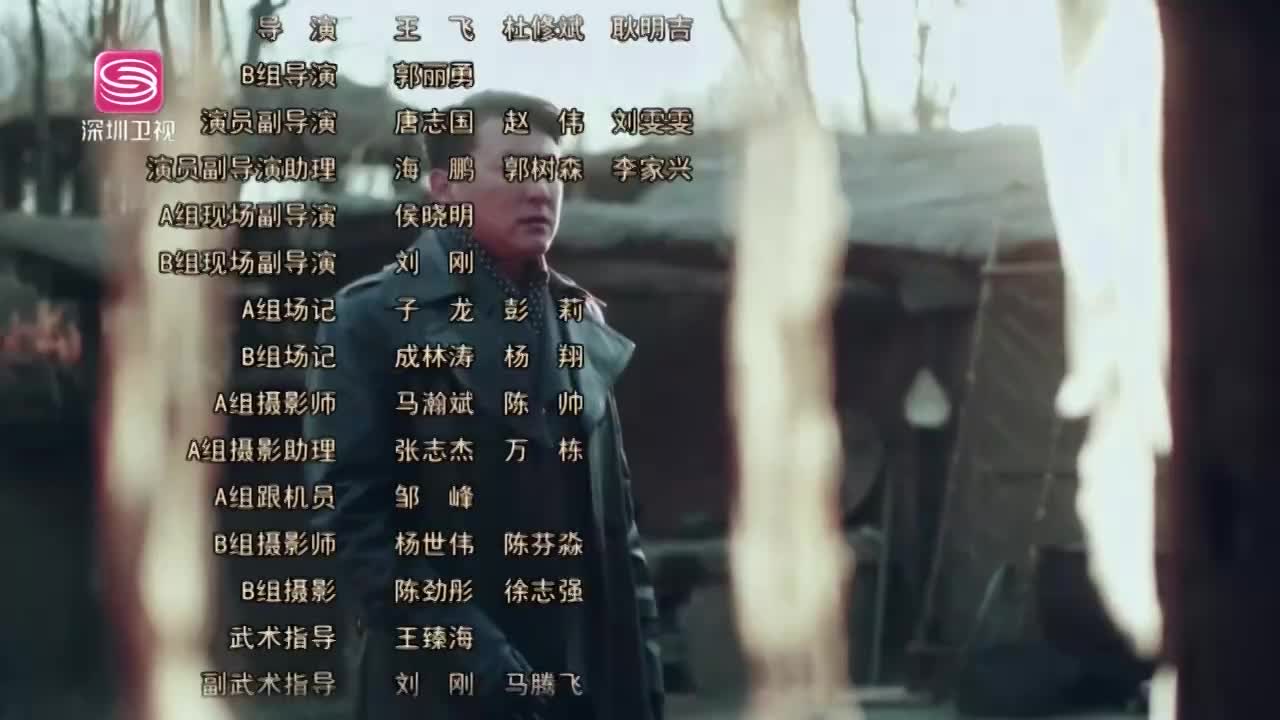 导 演 王 飞 杜修斌 耿明吉
B组导演 郭丽勇
深圳卫视
演员副导演 唐志国 赵 伟 刘雯雯
演员副导演助理 海 鹏 郭树森 李家兴
A组现场副导演 侯晓明
B组现场副导演 刘 刚
A组场记 子 龙 彭 莉
B组场记 成林涛 杨 翔
A组摄影师 马瀚斌 陈 帅
A组摄影助理 张志杰 万 栋
A组跟机员 邹 峰
B组摄影师 杨世伟 陈芬淼
B组摄影 陈劲彤 徐志强
武术指导 王臻海
副武术指导 刘 刚 马腾飞